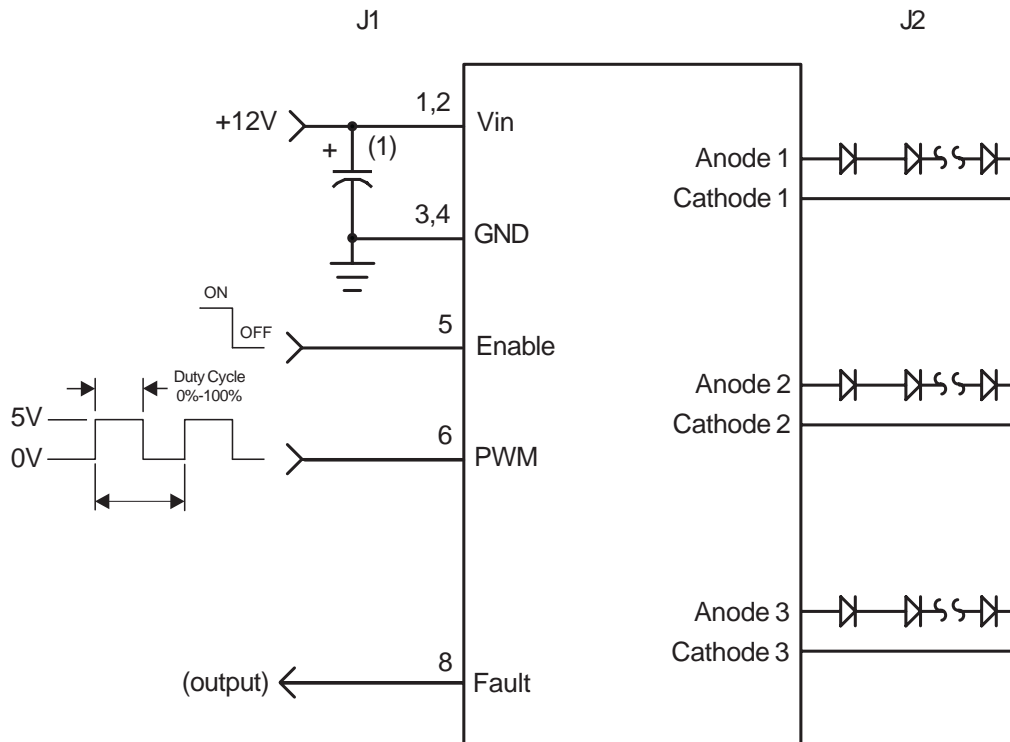 J1
J2
1,2
+12V
Vin
+
(1)
Anode 1
Cathode 1
3,4
GND
ON
OFF
5
Enable
Duty Cycle
0%-100%
5V
0V
6
PWM
Anode 2
Cathode 2
Anode 3
Cathode 3
8
(output)
Fault